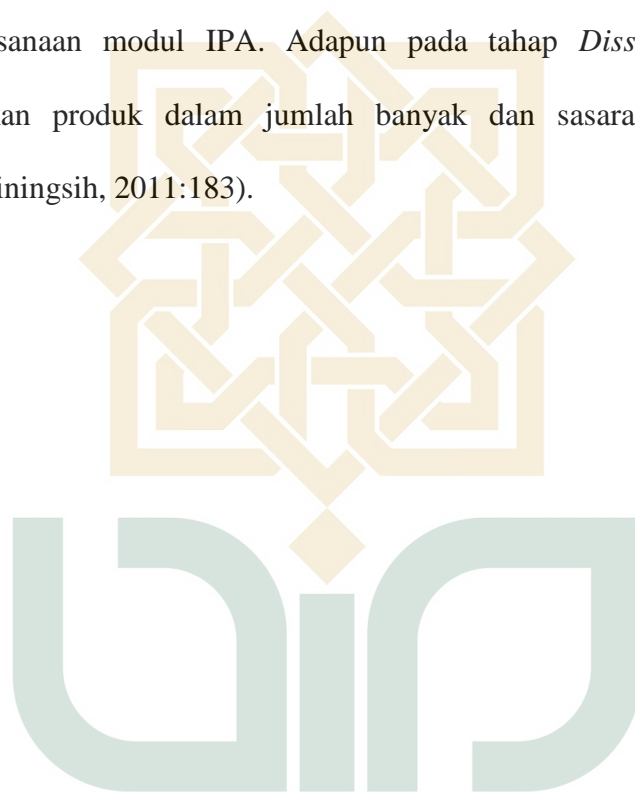 sanaan modul IPA. Adapun pada tahap Diss
an produk dalam jumlah banyak dan sasara
iningsih, 2011:183).